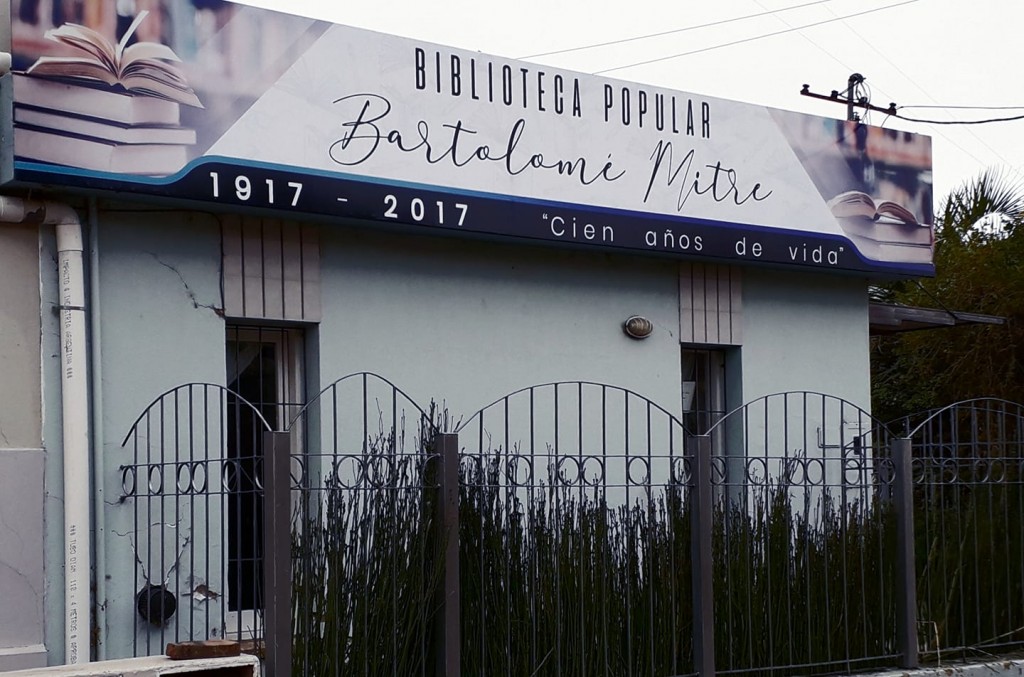 BIBLIOTECA POPULAR
Bartolomé Mitre
1917 - 2017 "Cien años de vida"